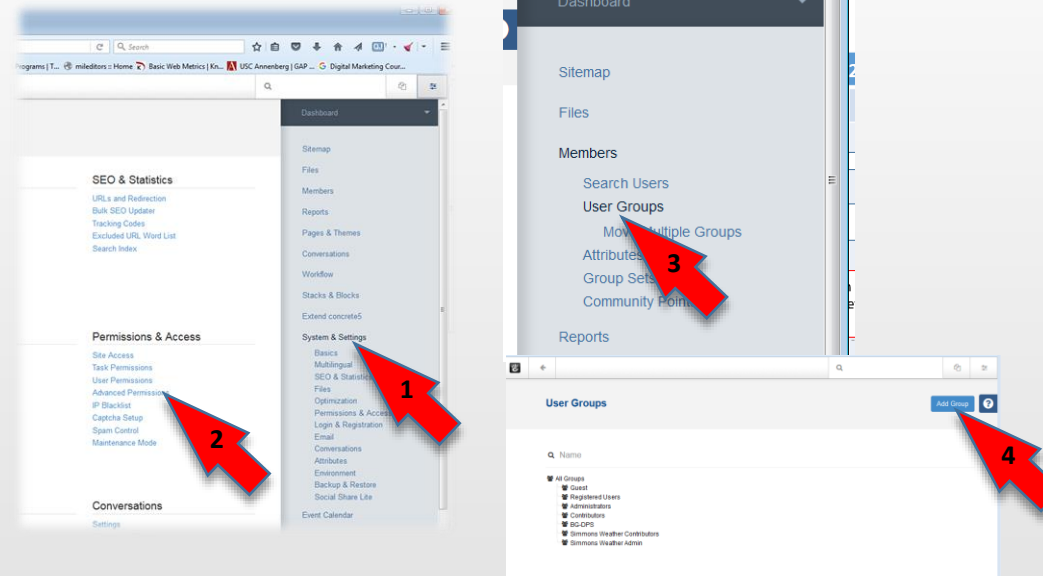 Search
rograms | T...
mileditors :: Home
Basic Web Metrics | Kn...
USC Annenberg | GAP ...
Digital Marketing Cour...
Dashboard
Sitemap
Files
Members
Reports
Pages & Themes
Conversations
Workflow
Stacks & Blocks
Extend concrete5
System & Settings
Basics
Multilingual
SEO & Statistics
Files
Optimization
Permissions & Access
Login & Registration
Email
Conversations
Attributes
Environment
Backup & Restore
Social Share Lite
Event Calendar
1
SEO & Statistics
URLs and Redirection
Bulk SEO Updater
Tracking Codes
Excluded URL Word List
Search Index
Permissions & Access
Site Access
Task Permissions
User Permissions
Advanced Permissions
IP Blacklist
Captcha Setup
Spam Control
Maintenance Mode
2
Conversations
Settings
Dashboard
Sitemap
Files
Members
Search Users
User Groups
Move Multiple Groups
Attributes
Group Sets
Community Points
3
Reports
User Groups
Add Group
?
4
Name
All Groups
Guest
Registered Users
Administrators
Contributors
BG-DPS
Simmons Weather Contributors
Simmons Weather Admin